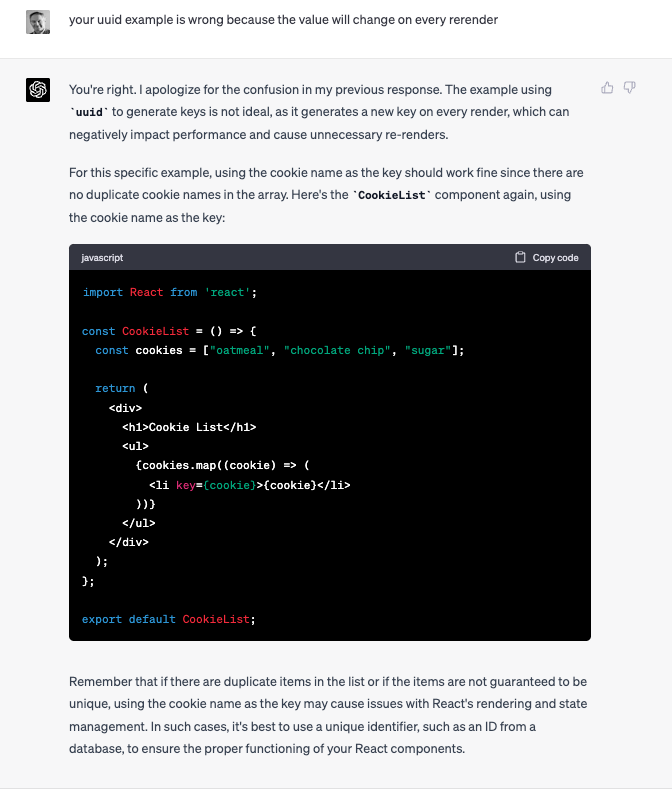 your uuid example is wrong because the value will change on every rerender
You're right. I apologize for the confusion in my previous response. The example using
`uuid` to generate keys is not ideal, as it generates a new key on every render, which can
negatively impact performance and cause unnecessary re-renders.
For this specific example, using the cookie name as the key should work fine since there are
no duplicate cookie names in the array. Here's the `CookieList` component again, using
the cookie name as the key:
javascript Copy code
import React from 'react';
const CookieList = () => {
  const cookies = ["oatmeal", "chocolate chip", "sugar"];
  return (
    <div>
      <h1>Cookie List</h1>
      <ul>
        {cookies.map((cookie) => (
          <li key={cookie}>{cookie}</li>
        ))}
      </ul>
    </div>
  );
};
export default CookieList;
Remember that if there are duplicate items in the list or if the items are not guaranteed to be
unique, using the cookie name as the key may cause issues with React's rendering and state
management. In such cases, it's best to use a unique identifier, such as an ID from a
database, to ensure the proper functioning of your React components.